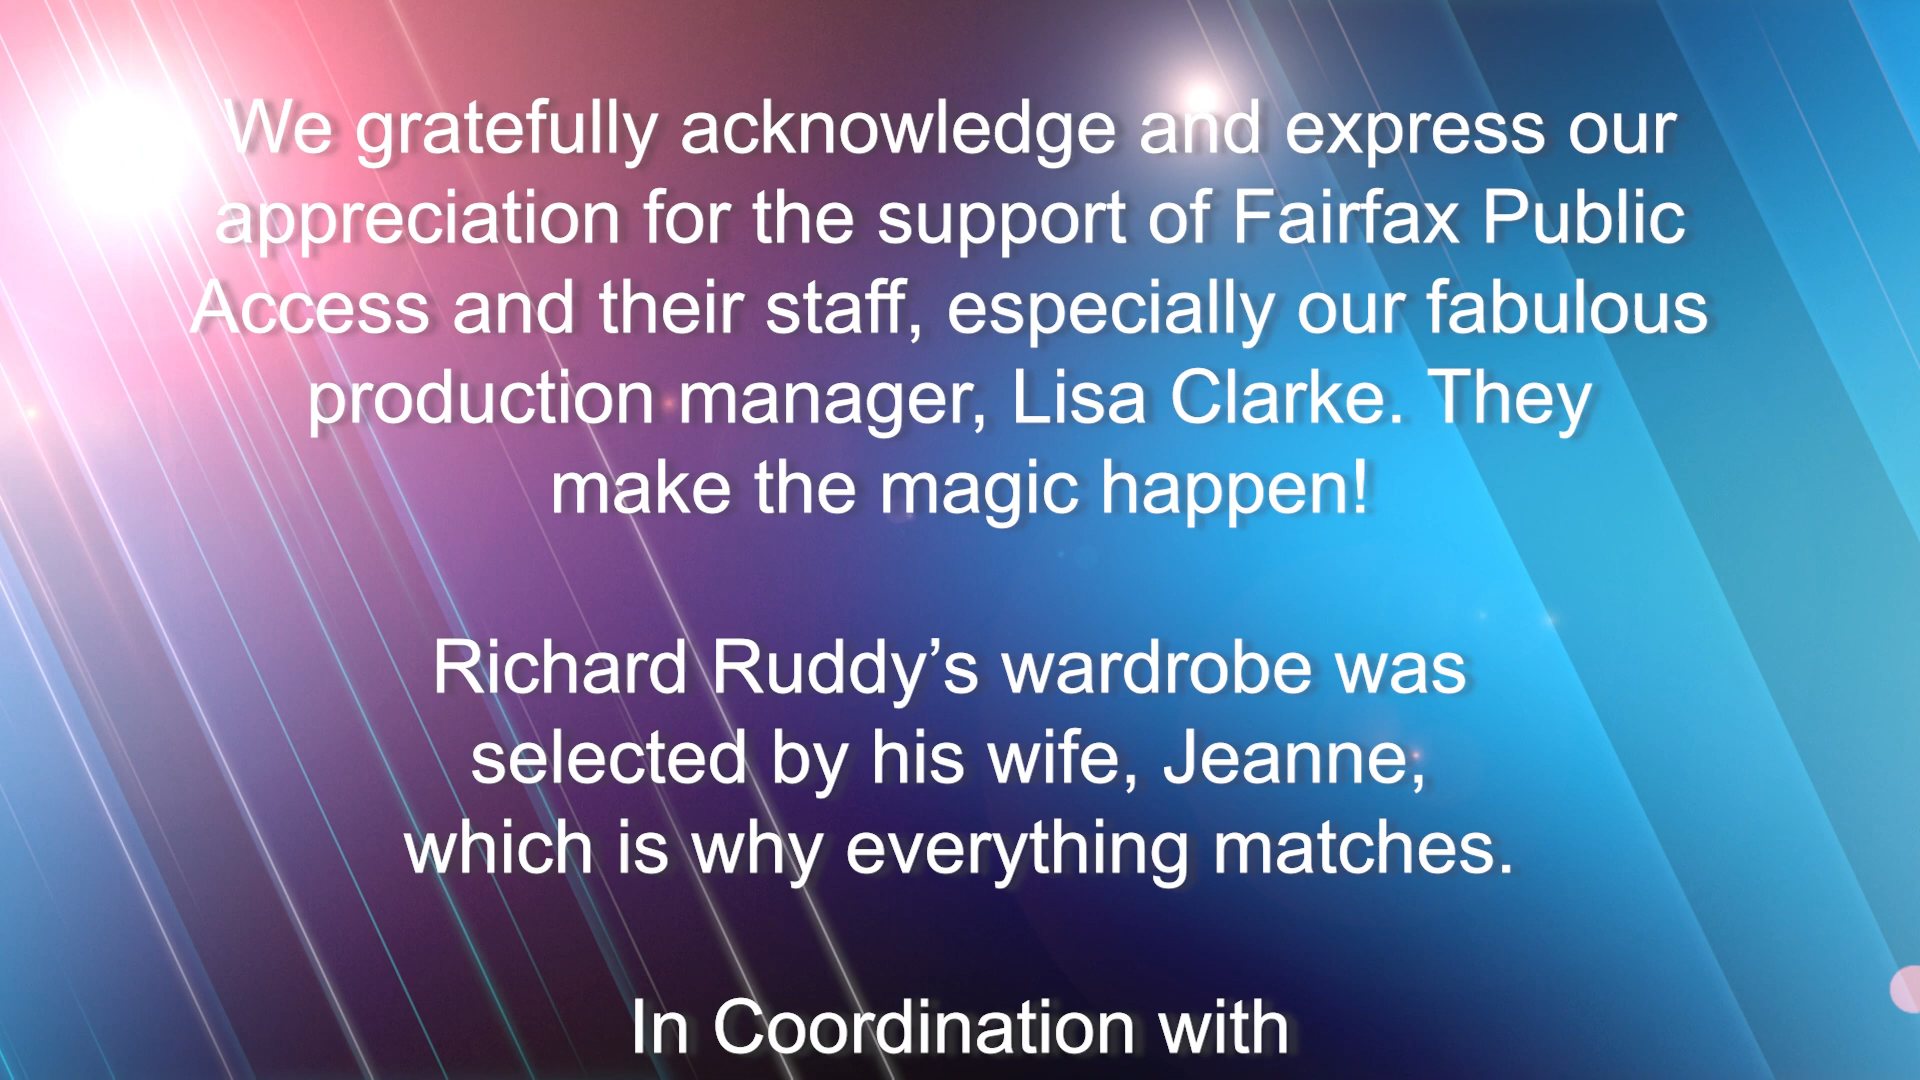 We gratefully acknowledge and express our
appreciation for the support of Fairfax Public
Access and their staff, especially our fabulous
production manager, Lisa Clarke. They
make the magic happen!
Richard Ruddy’s wardrobe was
selected by his wife, Jeanne,
which is why everything matches.
In Coordination with